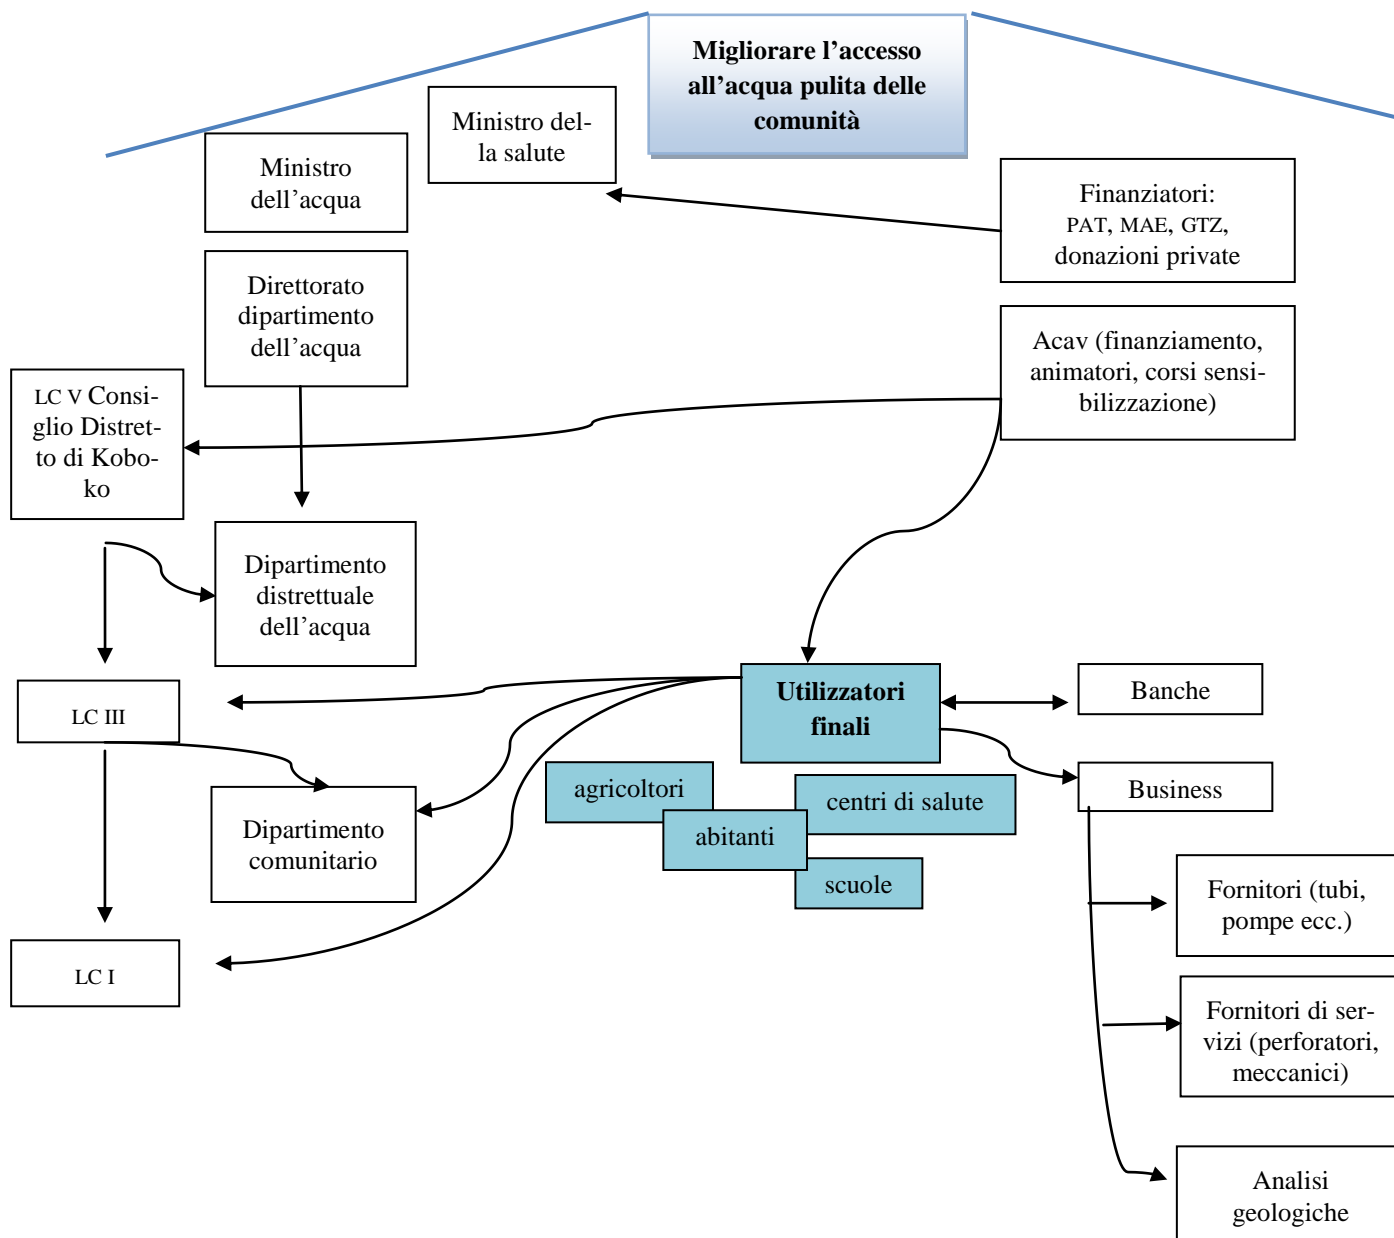 Migliorare l’accesso
all’acqua pulita delle
comunità
Ministro del-
la salute
Ministro
dell’acqua
Finanziatori:
PAT, MAE, GTZ,
donazioni private
Direttorato
dipartimento
dell’acqua
Acav (finanziamento,
animatori, corsi sensi-
bilizzazione)
LC V Consi-
glio Distret-
to di Kobo-
ko
Dipartimento
distrettuale
dell’acqua
Utilizzatori
finali
Banche
LC III
agricoltori
centri di salute
Business
abitanti
Dipartimento
comunitario
scuole
Fornitori (tubi,
pompe ecc.)
LC I
Fornitori di ser-
vizi (perforatori,
meccanici)
Analisi
geologiche